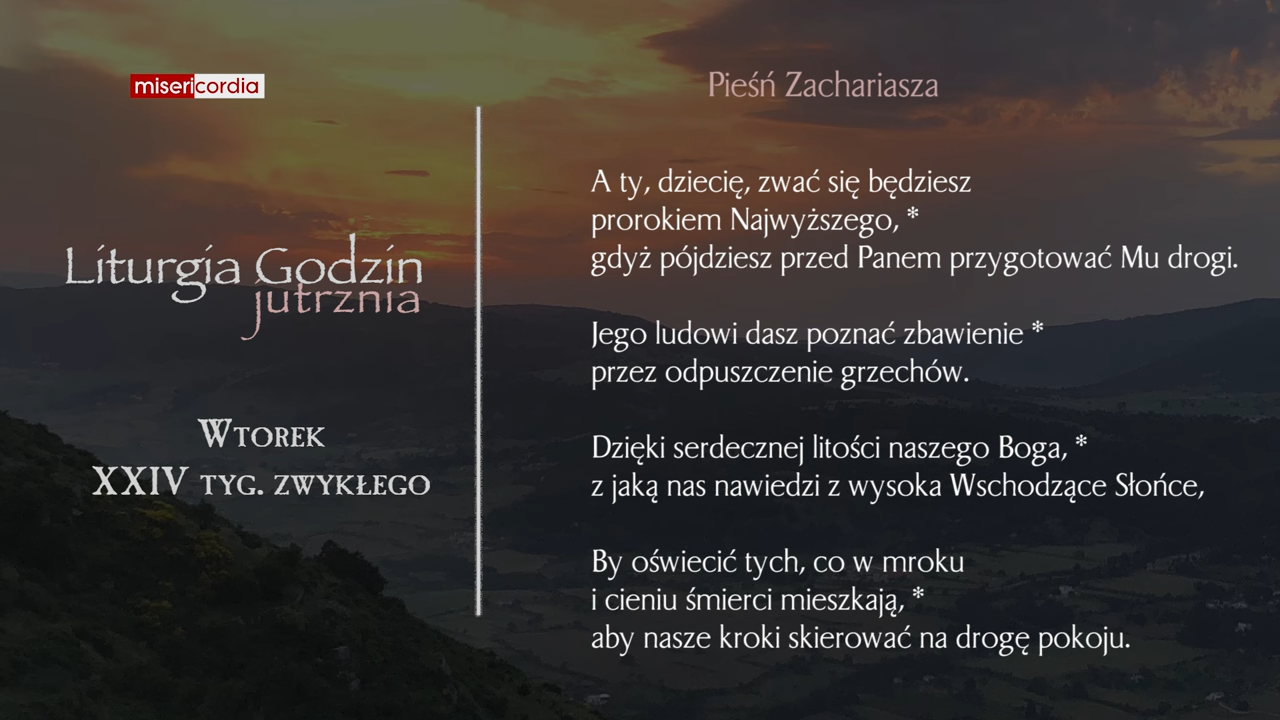 misericordia
Liturgia Godzin
jutrznia
Wtorek
XXIV tyg. zwykłego
Pieśń Zachariasza
A ty, dziecię, zwać się będziesz
prorokiem Najwyższego, *
gdyż pójdziesz przed Panem przygotować Mu drogi.
Jego ludowi dasz poznać zbawienie *
przez odpuszczenie grzechów.
Dzięki serdecznej litości naszego Boga, *
z jaką nas nawiedzi z wysoka Wschodzące Słońce,
By oświecić tych, co w mroku
i cieniu śmierci mieszkają, *
aby nasze kroki skierować na drogę pokoju.